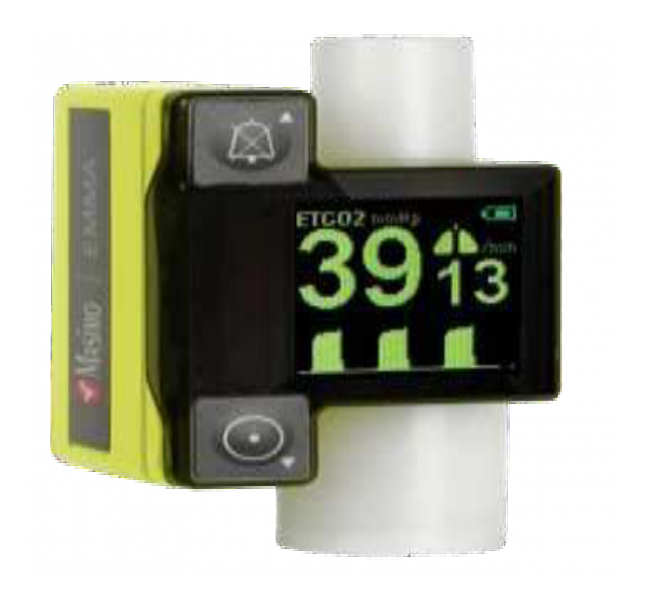 ETCO2 mmHg
39
/min
13
Masimo | EMMA